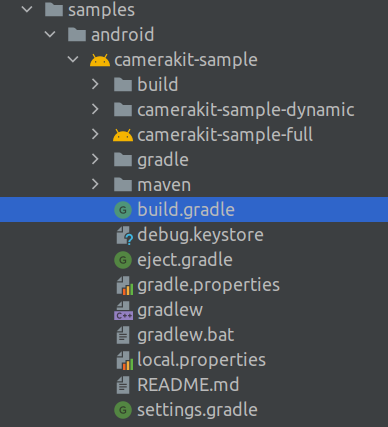 samples
android
camerakit-sample
build
camerakit-sample-dynamic
camerakit-sample-full
gradle
maven
G build.gradle
? debug.keystore
G eject.gradle
gradle.properties
C++ gradlew
gradlew.bat
local.properties
README.md
G settings.gradle